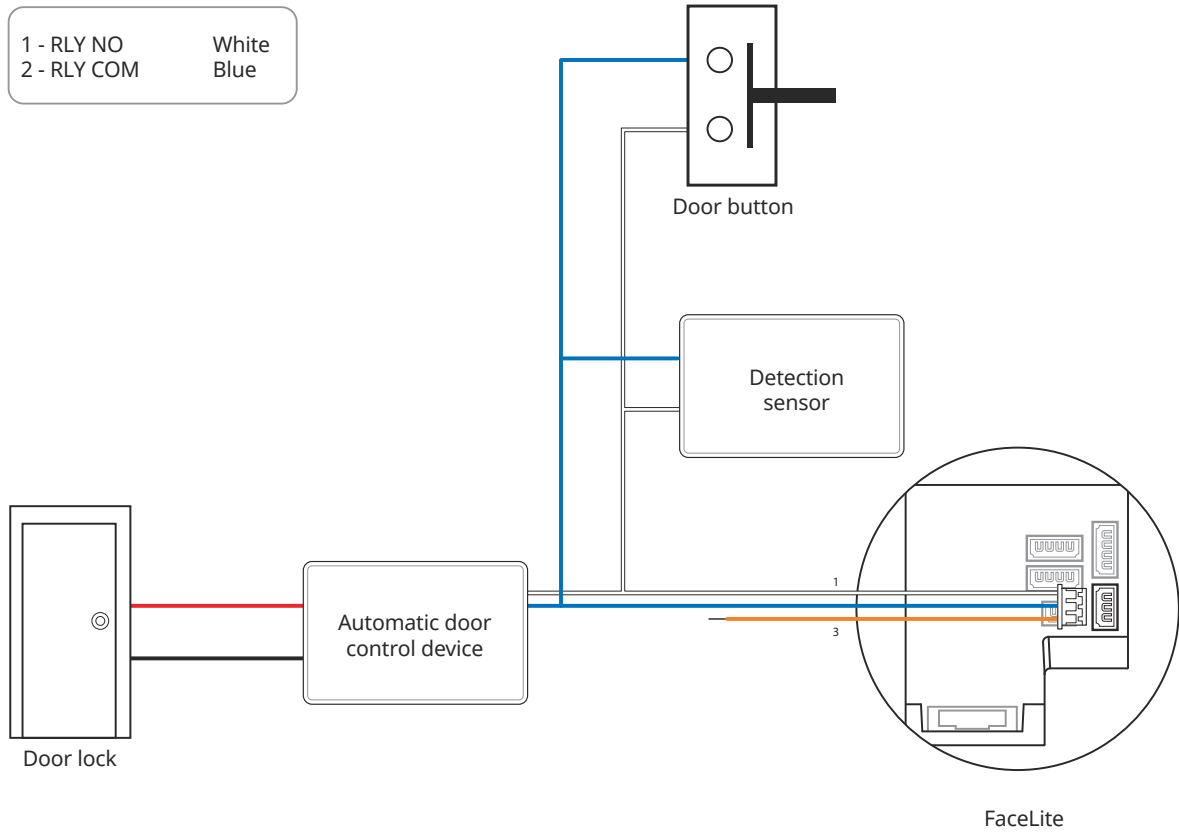 1 - RLY NO White
2 - RLY COM Blue
Door button
Detection
sensor
1
Automatic door
control device
3
Door lock
FaceLite